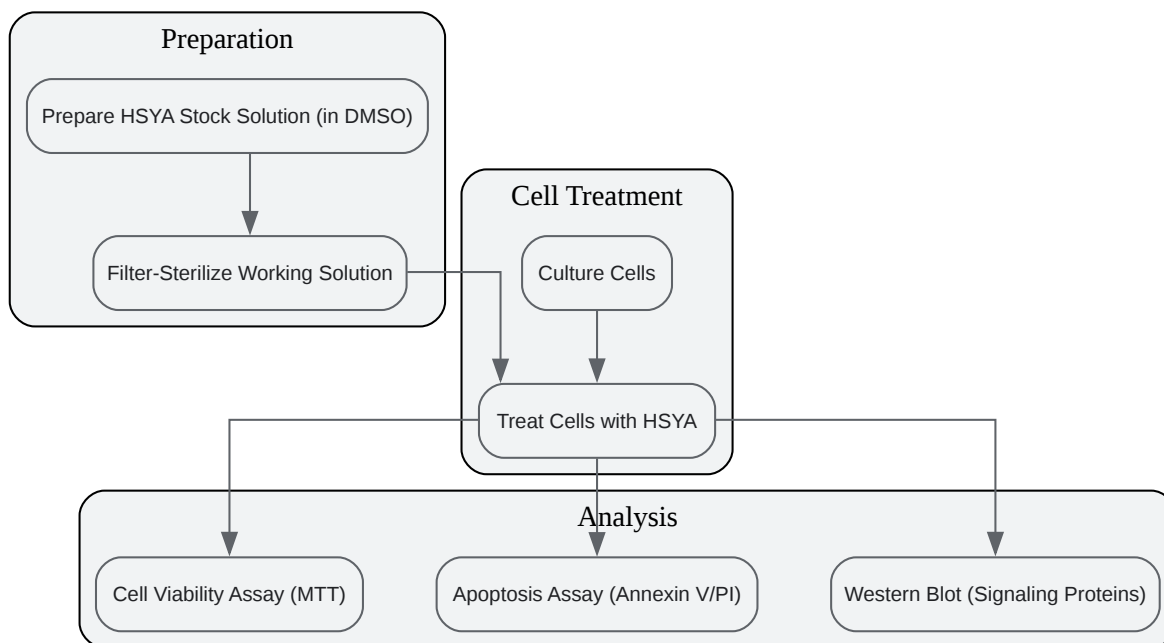 Preparation
Prepare HSYA Stock Solution (in DMSO)
Filter-Sterilize Working Solution
Cell Treatment
Culture Cells
Treat Cells with HSYA
Analysis
Cell Viability Assay (MTT)
Apoptosis Assay (Annexin V/PI)
Western Blot (Signaling Proteins)